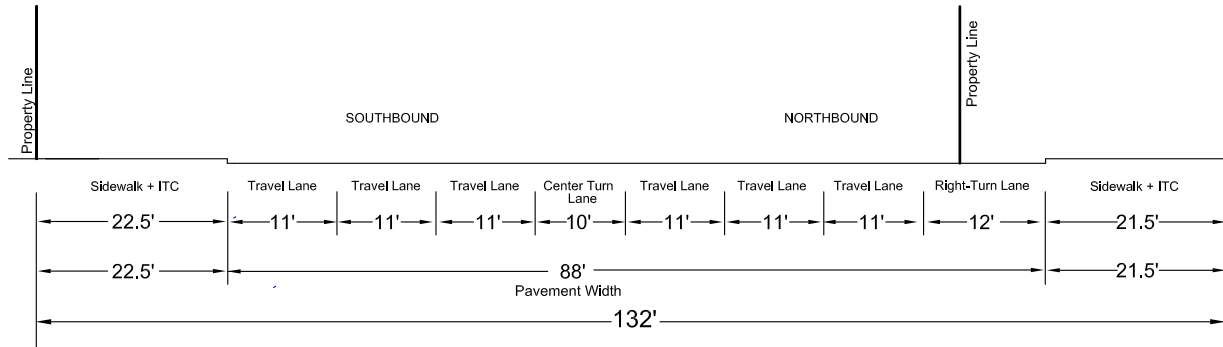 Property Line
Property Line
SOUTHBOUND
NORTHBOUND
Sidewalk + ITC
Travel Lane
Travel Lane
Travel Lane
Center Turn
Lane
Travel Lane
Travel Lane
Travel Lane
Right-Turn Lane
Sidewalk + ITC
22.5'
11'
11'
11'
10'
11'
11'
11'
12'
21.5'
22.5'
88'
21.5'
Pavement Width
132'